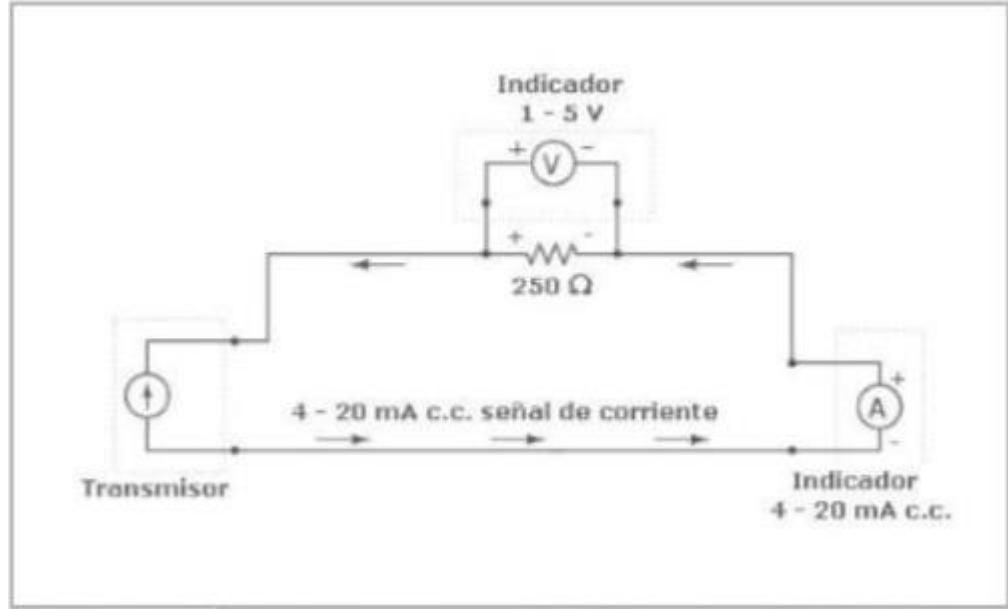 Indicador
1 - 5 V
+ V -
+ -
250 Ω
4 - 20 mA c.c. señal de corriente
+
A
-
Transmisor
Indicador
4 - 20 mA c.c.